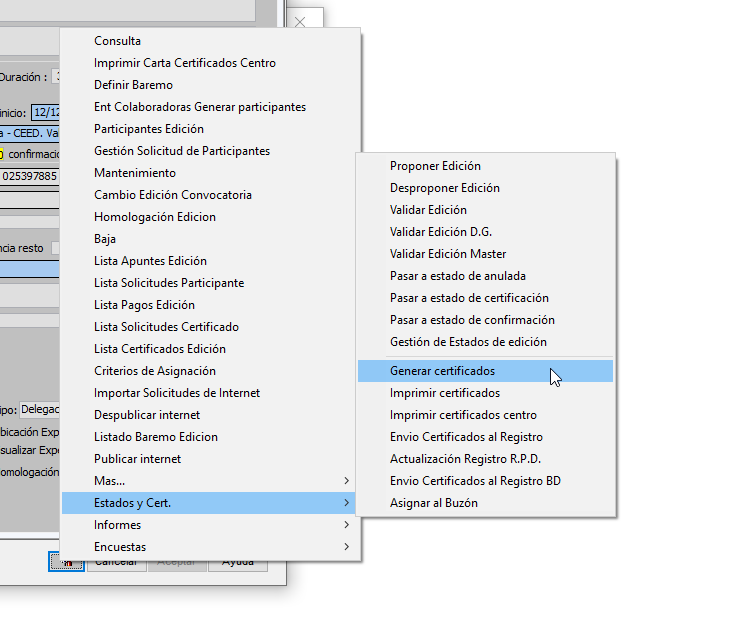 Duración :
inicio: 12/12
a - CEED. Va
confirmació
025397885
ncia resto
ipo: Delegac
bicación Exp
sualizar Expe
omologación
Consulta
Imprimir Carta Certificados Centro
Definir Baremo
Ent Colaboradoras Generar participantes
Participantes Edición
Gestión Solicitud de Participantes
Mantenimiento
Cambio Edición Convocatoria
Homologación Edicion
Baja
Lista Apuntes Edición
Lista Solicitudes Participante
Lista Pagos Edición
Lista Solicitudes Certificado
Lista Certificados Edición
Criterios de Asignación
Importar Solicitudes de Internet
Despublicar internet
Listado Baremo Edicion
Publicar internet
Mas...
Estados y Cert.
Informes
Encuestas
Proponer Edición
Desproponer Edición
Validar Edición
Validar Edición D.G.
Validar Edición Master
Pasar a estado de anulada
Pasar a estado de certificación
Pasar a estado de confirmación
Gestión de Estados de edición
Generar certificados
Imprimir certificados
Imprimir certificados centro
Envio Certificados al Registro
Actualización Registro R.P.D.
Envio Certificados al Registro BD
Asignar al Buzón
Cancelar Aceptar Ayuda